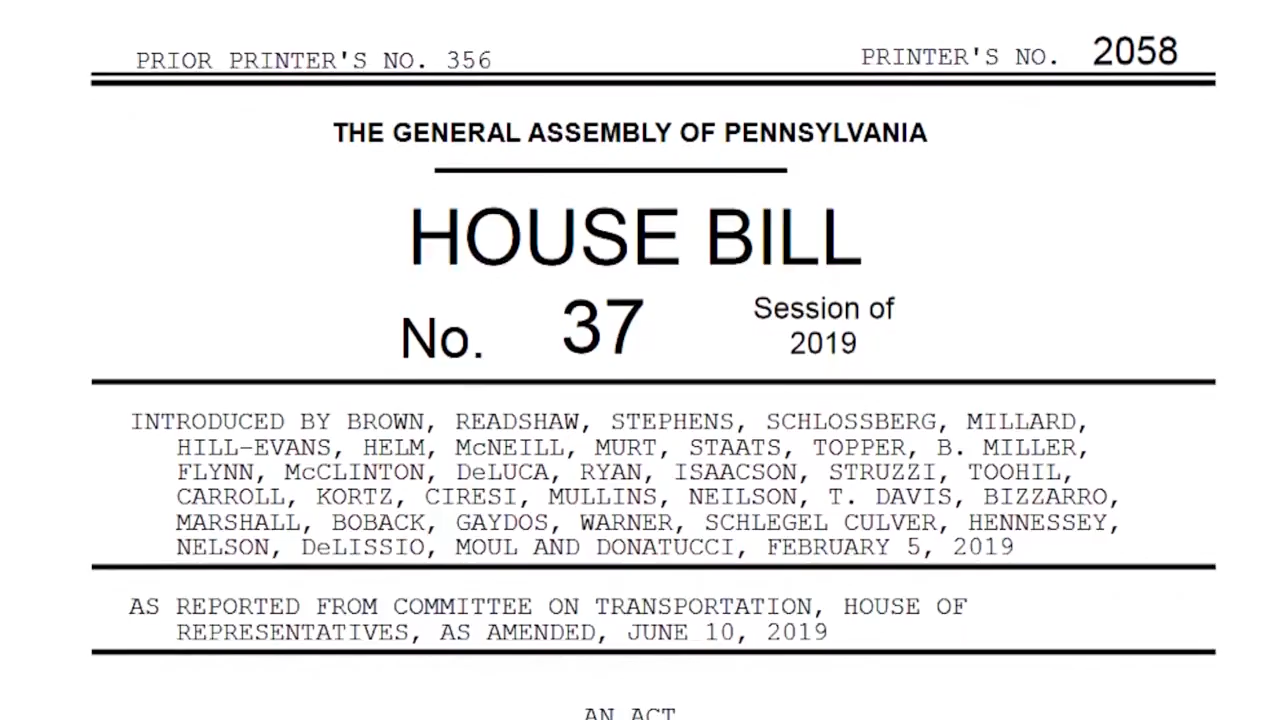 PRIOR PRINTER'S NO. 356 PRINTER'S NO. 2058
THE GENERAL ASSEMBLY OF PENNSYLVANIA
HOUSE BILL
No. 37 Session of
2019
INTRODUCED BY BROWN, READSHAW, STEPHENS, SCHLOSSBERG, MILLARD,
HILL-EVANS, HELM, McNEILL, MURT, STAATS, TOPPER, B. MILLER,
FLYNN, McCLINTON, DeLUCA, RYAN, ISAACSON, STRUZZI, TOOHIL,
CARROLL, KORTZ, CIRESI, MULLINS, NEILSON, T. DAVIS, BIZZARRO,
MARSHALL, BOBACK, GAYDOS, WARNER, SCHLEGEL CULVER, HENNESSEY,
NELSON, DeLISSIO, MOUL AND DONATUCCI, FEBRUARY 5, 2019
AS REPORTED FROM COMMITTEE ON TRANSPORTATION, HOUSE OF
REPRESENTATIVES, AS AMENDED, JUNE 10, 2019
AN ACT